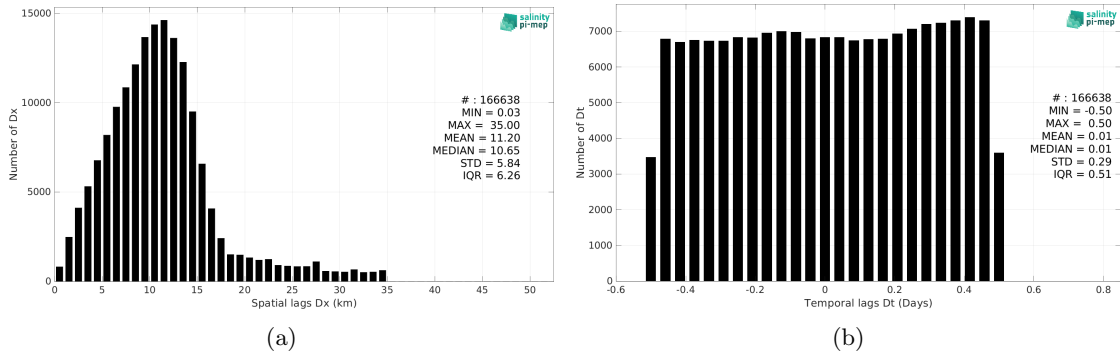 salinity
pi-mep
15000
10000
5000
0
Number of Dx
# : 166638
MIN = 0.03
MAX = 35.00
MEAN = 11.20
MEDIAN = 10.65
STD = 5.84
IQR = 6.26
0 5 10 15 20 25 30 35 40 45 50
Spatial lags Dx (km)
(a)
salinity
pi-mep
7000
6000
5000
4000
3000
2000
1000
0
Number of Dt
# : 166638
MIN = -0.50
MAX = 0.50
MEAN = 0.01
MEDIAN = 0.01
STD = 0.29
IQR = 0.51
-0.6 -0.4 -0.2 0 0.2 0.4 0.6 0.8
Temporal lags Dt (Days)
(b)